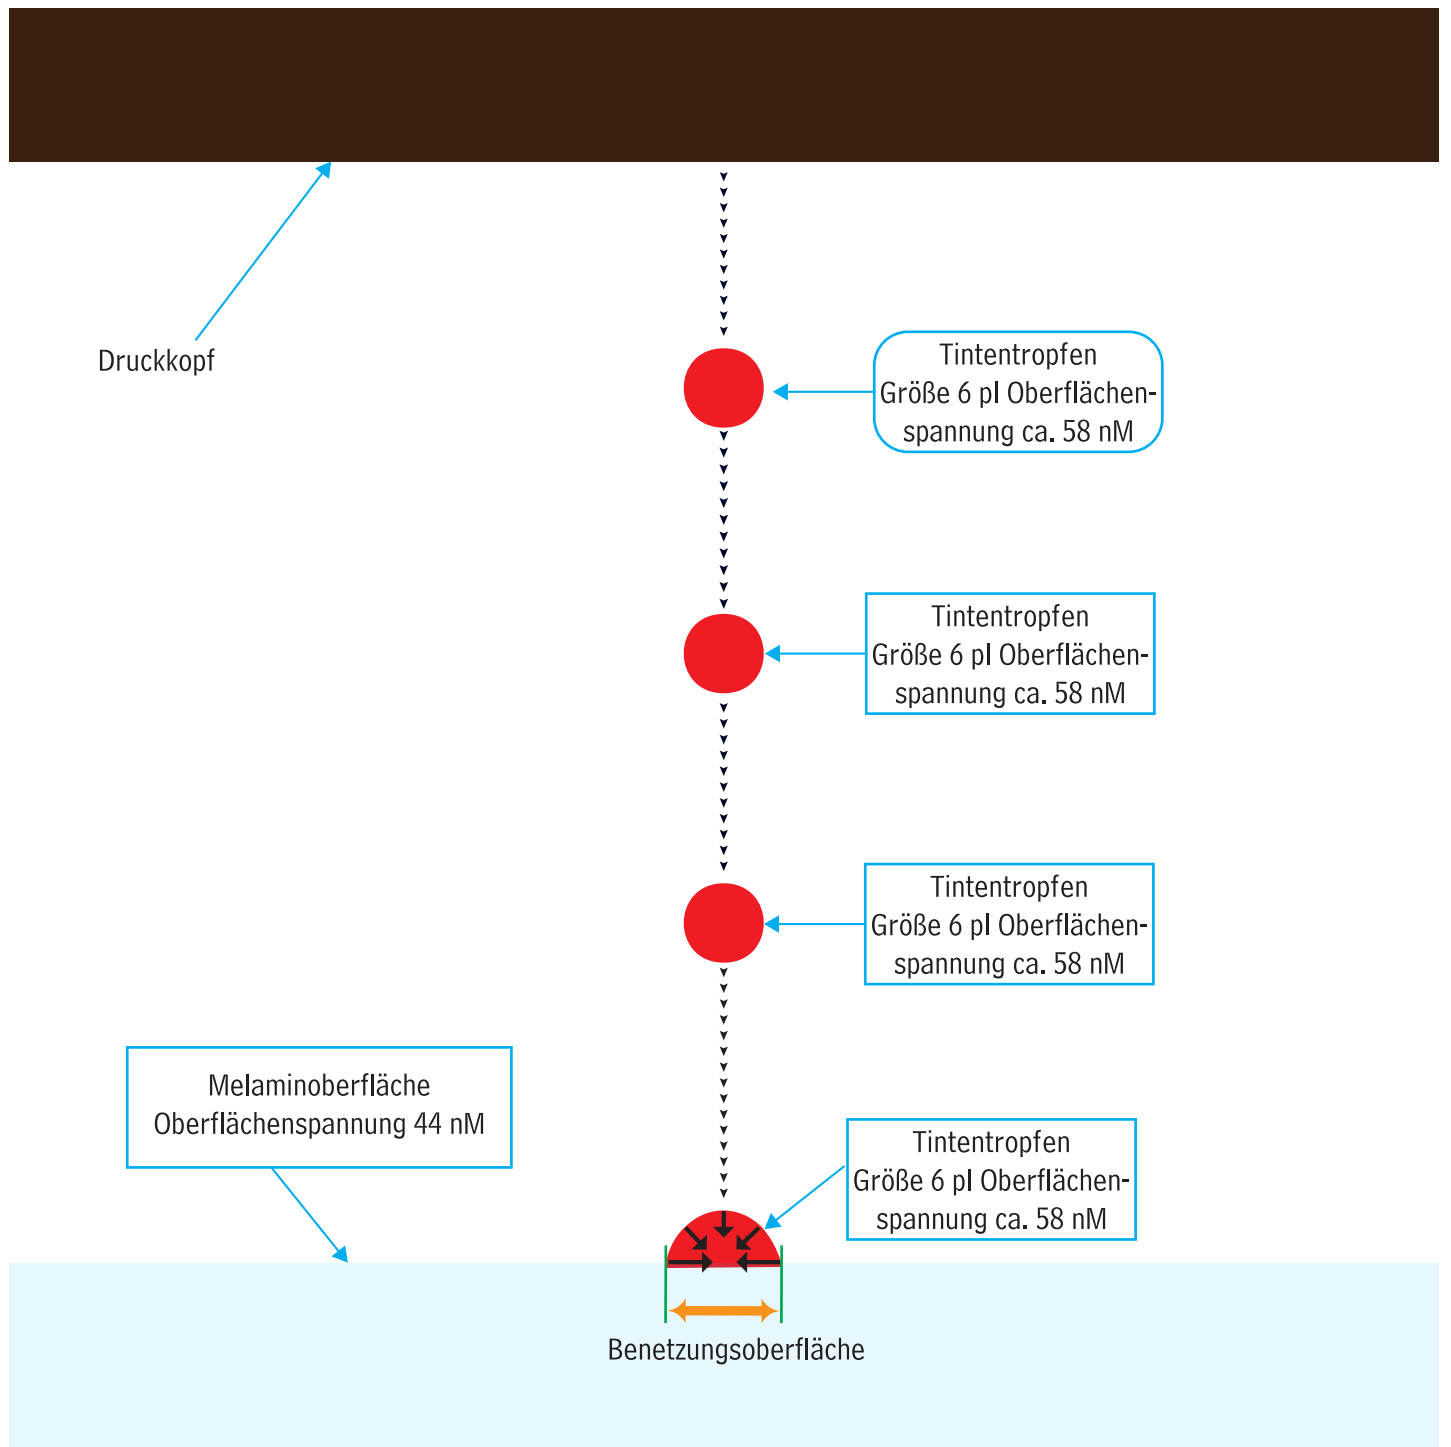 Druckkopf
Tintentropfen
Größe 6 pl Oberflächen-
spannung ca. 58 nM
Tintentropfen
Größe 6 pl Oberflächen-
spannung ca. 58 nM
Tintentropfen
Größe 6 pl Oberflächen-
spannung ca. 58 nM
Melaminoberfläche
Oberflächenspannung 44 nM
Tintentropfen
Größe 6 pl Oberflächen-
spannung ca. 58 nM
Benetzungsoberfläche